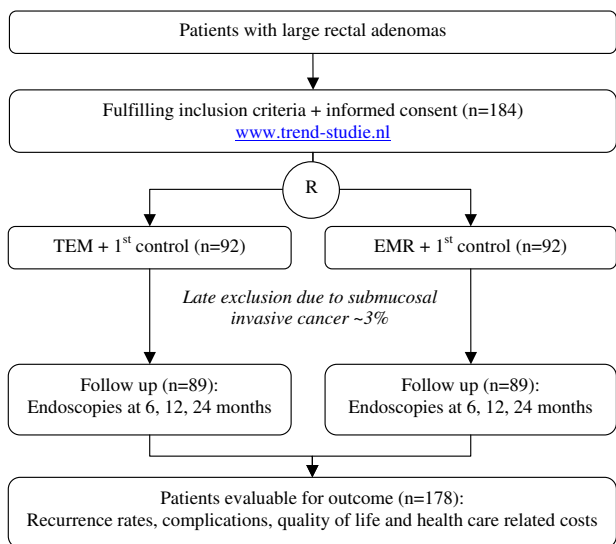 Patients with large rectal adenomas
Fulfilling inclusion criteria + informed consent (n=184)
www.trend-studie.nl
R
TEM + 1st control (n=92)
EMR + 1st control (n=92)
Late exclusion due to submucosal
invasive cancer ~3%
Follow up (n=89):
Endoscopies at 6, 12, 24 months
Follow up (n=89):
Endoscopies at 6, 12, 24 months
Patients evaluable for outcome (n=178):
Recurrence rates, complications, quality of life and health care related costs